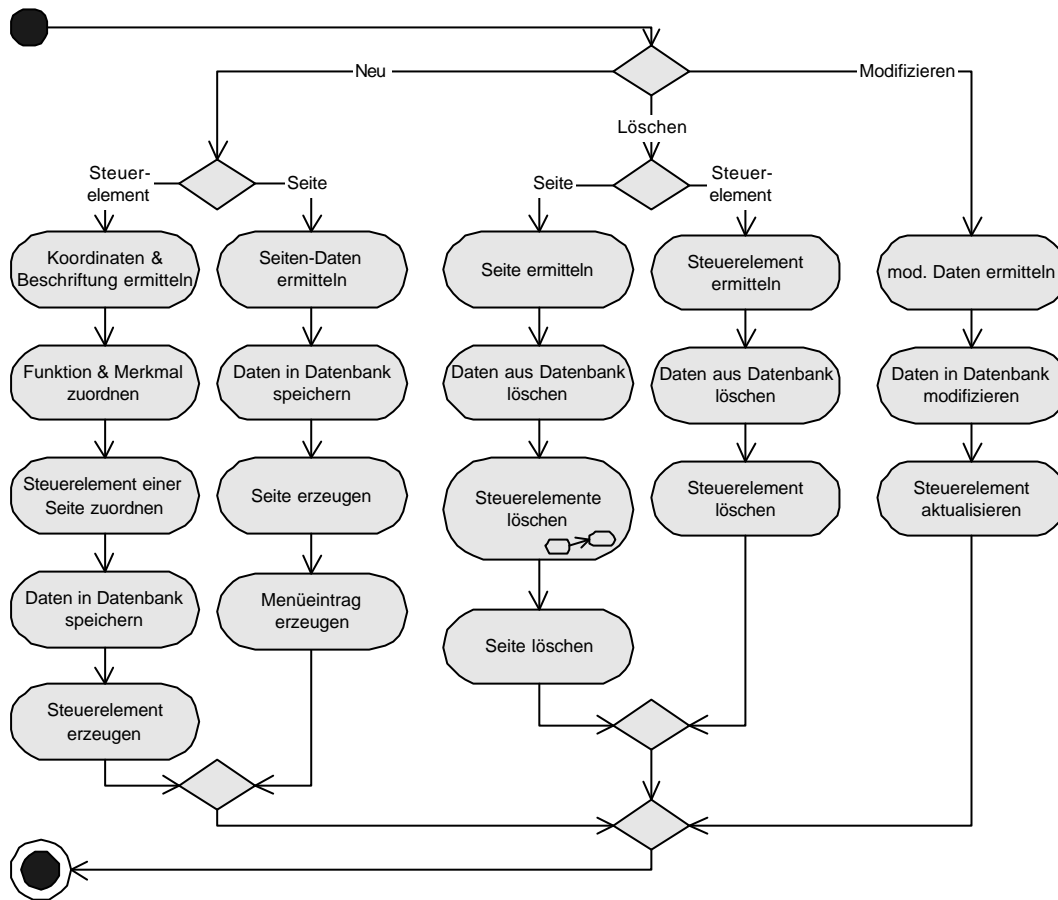 Neu
Modifizieren
Löschen
Steuer-
element
Seite
Seite
Steuer-
element
Koordinaten &
Beschriftung ermitteln
Seiten-Daten
ermitteln
Seite ermitteln
Steuerelement
ermitteln
mod. Daten ermitteln
Funktion & Merkmal
zuordnen
Daten in Datenbank
speichern
Daten aus Datenbank
löschen
Daten aus Datenbank
löschen
Daten in Datenbank
modifizieren
Steuerelement einer
Seite zuordnen
Seite erzeugen
Steuerelemente
löschen
Steuerelement
löschen
Steuerelement
aktualisieren
Daten in Datenbank
speichern
Menüeintrag
erzeugen
Seite löschen
Steuerelement
erzeugen